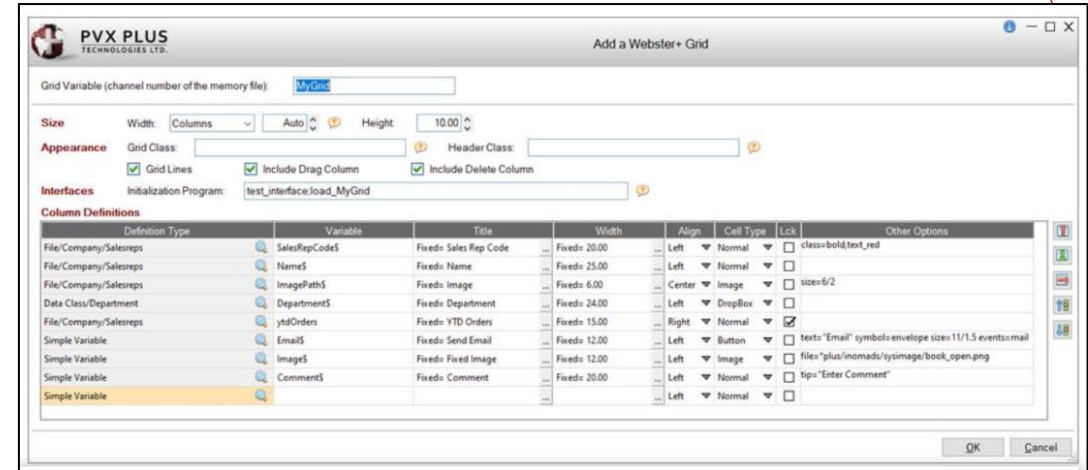 PVX PLUS
TECHNOLOGIES LTD.
Add a Webster+ Grid
Grid Variable (channel number of the memory file): MyGrid
Size Width: Columns Auto Height: 10.00
Appearance Grid Class: Header Class:
Grid Lines Include Drag Column Include Delete Column
Interfaces Initialization Program: test_interface;load_MyGrid
Column Definitions
Definition Type Variable Title Width Align Cell Type Lck Other Options
File/Company/Salesreps SalesRepCode$ Fixed= Sales Rep Code ... Fixed= 20.00 ... Left Normal class=bold,text_red
File/Company/Salesreps Name$ Fixed= Name ... Fixed= 25.00 ... Left Normal
File/Company/Salesreps ImagePath$ Fixed= Image ... Fixed= 6.00 ... Center Image size=6/2
Data Class/Department Department$ Fixed= Department ... Fixed= 24.00 ... Left DropBox
File/Company/Salesreps ytdOrders Fixed= YTD Orders ... Fixed= 15.00 ... Right Normal
Simple Variable Email$ Fixed= Send Email ... Fixed= 12.00 ... Left Button text="Email" symbol=envelope size=11/1.5 events=mail
Simple Variable Image$ Fixed= Fixed Image ... Fixed= 12.00 ... Left Image file=*plus/inomads/sysimage/book_open.png
Simple Variable Comment$ Fixed= Comment ... Fixed= 20.00 ... Left Normal tip="Enter Comment"
Simple Variable ... ... Left Normal
OK Cancel